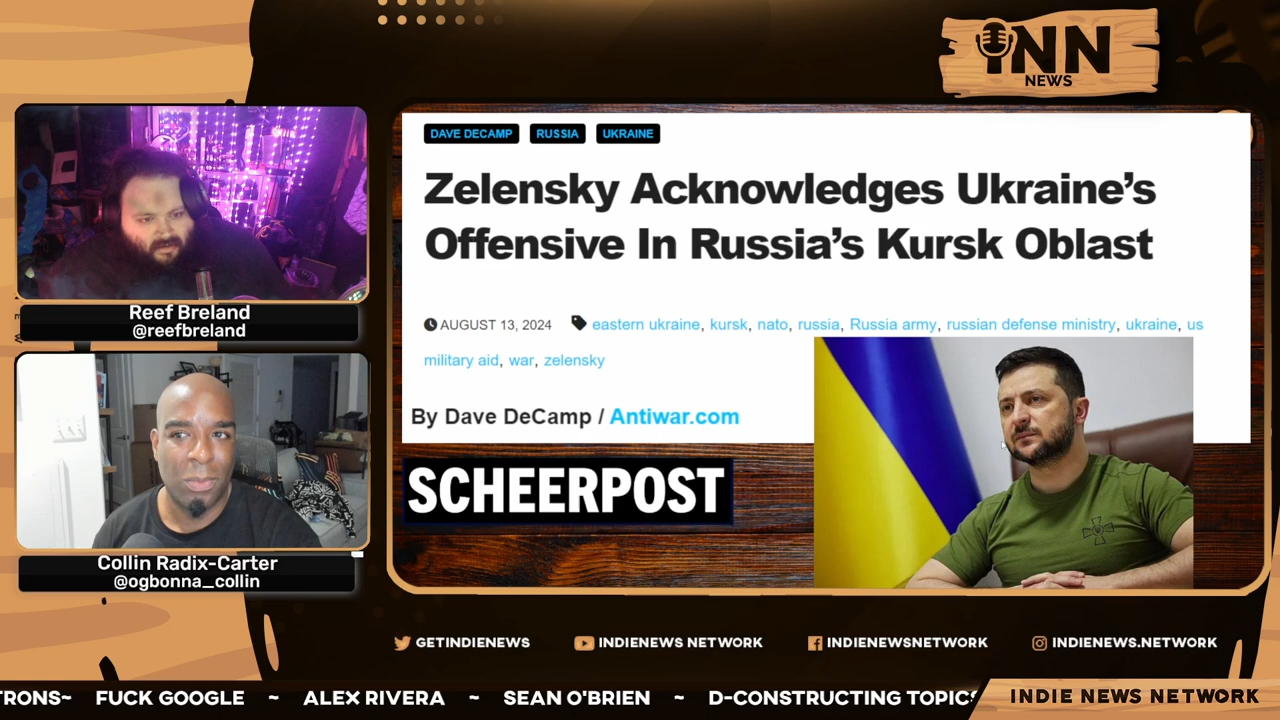 iNN
NEWS
DAVE DECAMP RUSSIA UKRAINE
Zelensky Acknowledges Ukraine’s
Offensive In Russia’s Kursk Oblast
AUGUST 13, 2024 eastern ukraine, kursk, nato, russia, Russia army, russian defense ministry, ukraine, us
military aid, war, zelensky
By Dave DeCamp / Antiwar.com
SCHEERPOST
Reef Breland
@reefbreland
Collin Radix-Carter
@ogbonna_collin
GETINDIENEWS INDIENEWS NETWORK INDIENEWSNETWORK INDIENEWS.NETWORK
TRONS~ FUCK GOOGLE ~ ALEX RIVERA ~ SEAN O'BRIEN ~ D-CONSTRUCTING TOPICS
INDIE NEWS NETWORK